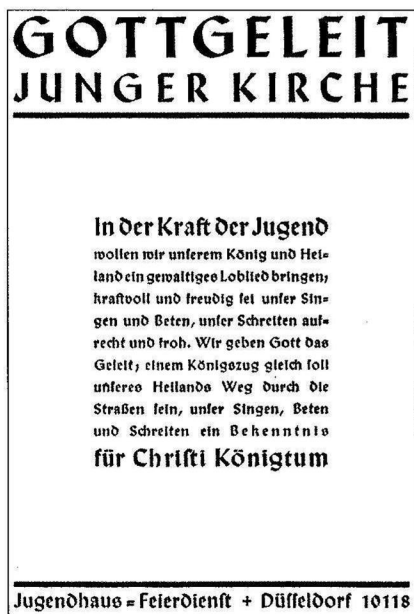 GOTTGELEIT
JUNGER KIRCHE
In der Kraft der Jugend
wollen wir unserem König und Hei=
land ein gewaltiges Loblied bringen;
kraftvoll und freudig sei unser Sin=
gen und Beten, unser Schreiten auf=
recht und froh. Wir geben Gott das
Geleit; einem Königszug gleich soll
unseres Heilands Weg durch die
Straßen sein, unser Singen, Beten
und Schreiten ein Bekenntnis
für Christi Königtum
Jugendhaus = Feierdienst + Düsseldorf 10118